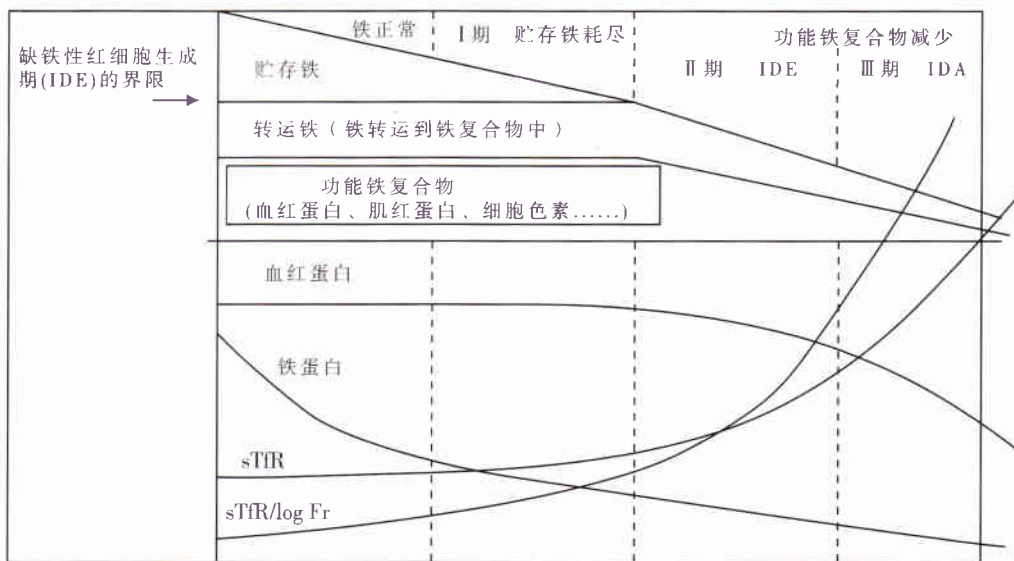 铁正常
Ⅰ期 贮存铁耗尽
功能铁复合物减少
缺铁性红细胞生成
期(IDE)的界限
Ⅱ期 IDE
Ⅲ期 IDA
贮存铁
转运铁（铁转运到铁复合物中）
功能铁复合物
(血红蛋白、肌红蛋白、细胞色素……)
血红蛋白
铁蛋白
sTfR
sTfR/log Fr